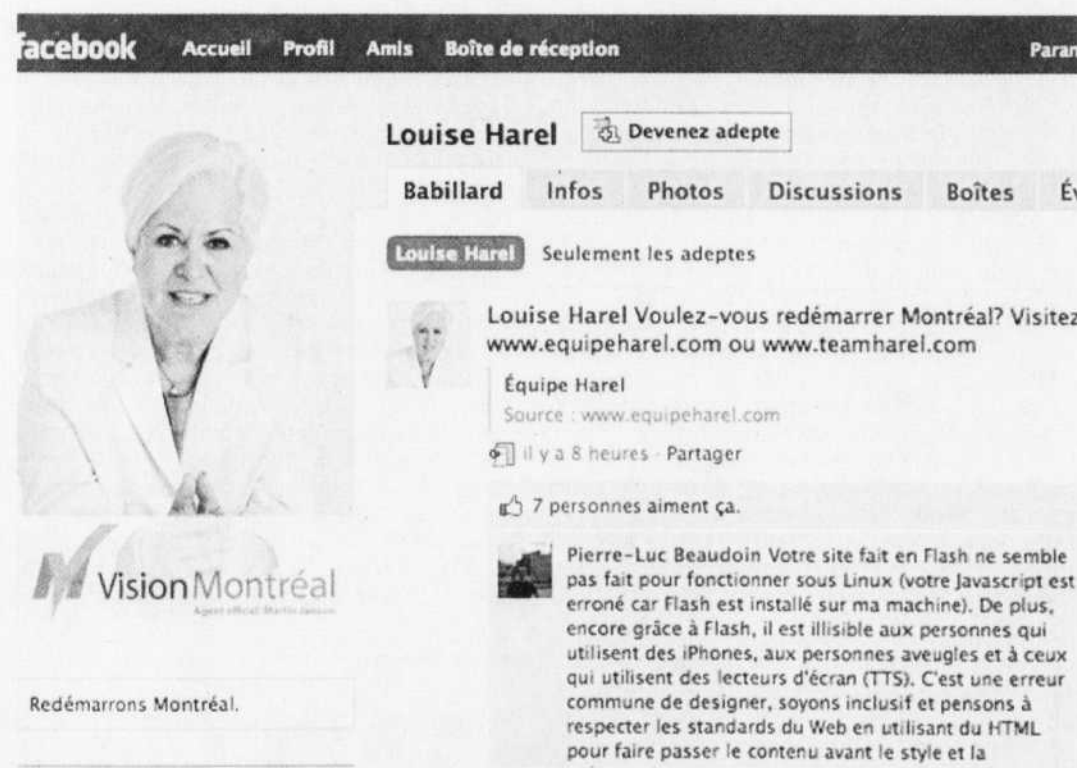 facebook Accueil Profil Amis Boîte de réception Param
Louise Harel Devenez adepte
Babillard Infos Photos Discussions Boîtes Év
Louise Harel Seulement les adeptes
Louise Harel Voulez-vous redémarrer Montréal? Visitez
www.equipeharel.com ou www.teamharel.com
Équipe Harel
Source : www.equipeharel.com
il y a 8 heures · Partager
7 personnes aiment ça.
Pierre-Luc Beaudoin Votre site fait en Flash ne semble
pas fait pour fonctionner sous Linux (votre Javascript est
erroné car Flash est installé sur ma machine). De plus,
encore grâce à Flash, il est illisible aux personnes qui
utilisent des iPhones, aux personnes aveugles et à ceux
qui utilisent des lecteurs d'écran (TTS). C'est une erreur
commune de designer, soyons inclusif et pensons à
respecter les standards du Web en utilisant du HTML
pour faire passer le contenu avant le style et la
VisionMontréal
Agent officiel
Redémarrons Montréal.